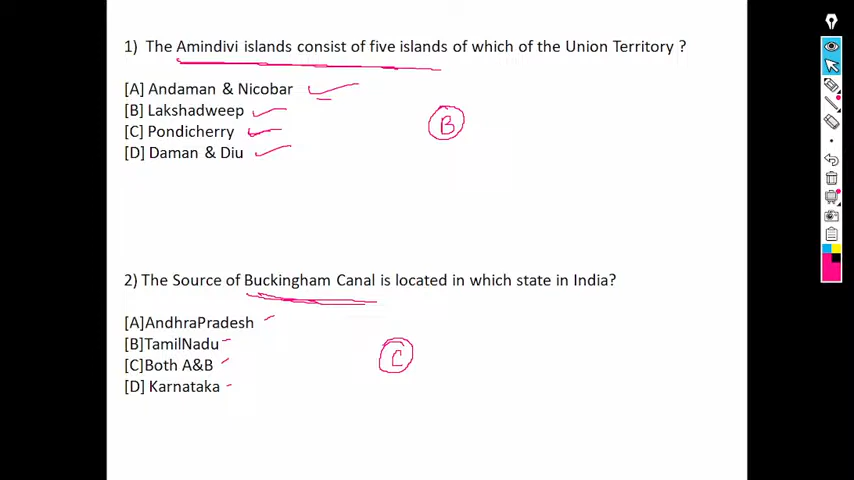 1) The Amindivi islands consist of five islands of which of the Union Territory ?
[A] Andaman & Nicobar
[B] Lakshadweep
[C] Pondicherry
[D] Daman & Diu
B
2) The Source of Buckingham Canal is located in which state in India?
[A]AndhraPradesh
[B]TamilNadu
[C]Both A&B
[D] Karnataka
C